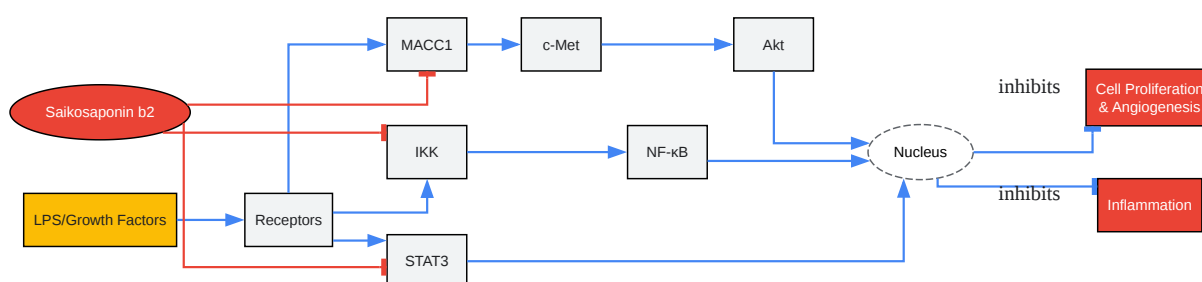 MACC1
c-Met
Akt
inhibits
Cell Proliferation
& Angiogenesis
Saikosaponin b2
IKK
NF-κB
Nucleus
LPS/Growth Factors
Receptors
inhibits
Inflammation
STAT3